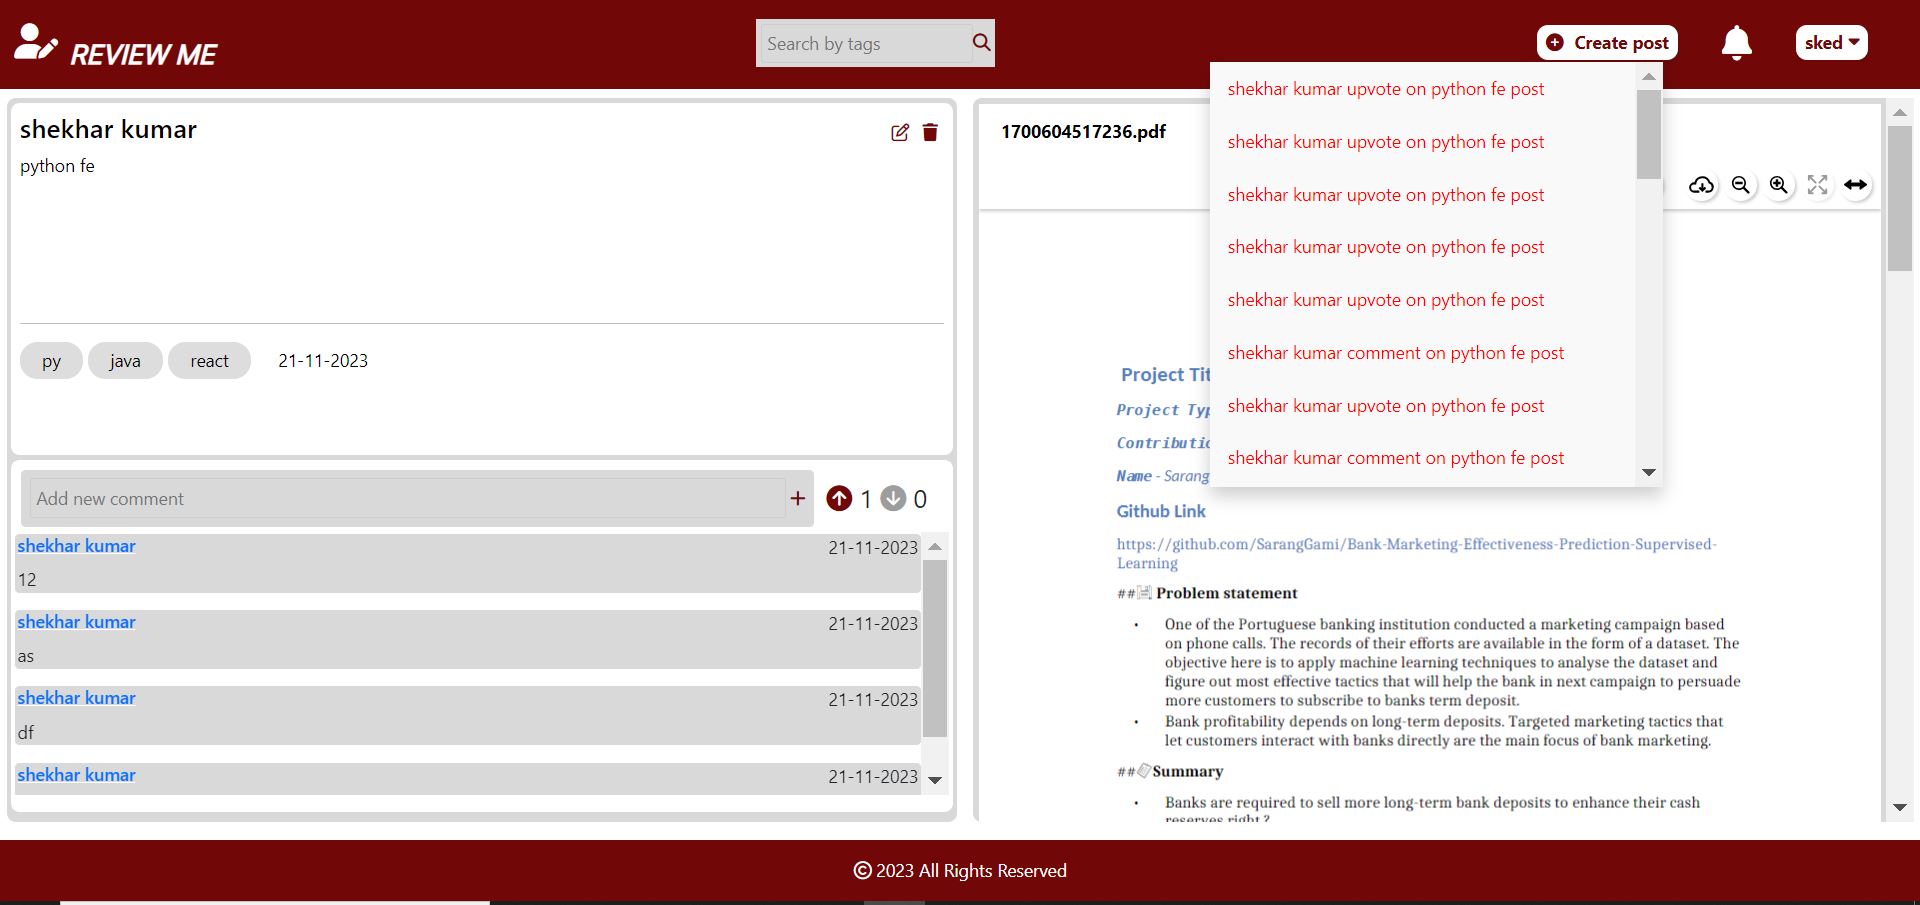 REVIEW ME
Search by tags
Create post
sked
shekhar kumar
python fe
py
java
react
21-11-2023
Add new comment
+
1
0
shekhar kumar
21-11-2023
12
shekhar kumar
21-11-2023
as
shekhar kumar
21-11-2023
df
shekhar kumar
21-11-2023
1700604517236.pdf
shekhar kumar upvote on python fe post
shekhar kumar upvote on python fe post
shekhar kumar upvote on python fe post
shekhar kumar upvote on python fe post
shekhar kumar upvote on python fe post
shekhar kumar comment on python fe post
shekhar kumar upvote on python fe post
shekhar kumar comment on python fe post
Project Tit
Project Typ
Contributio
Name - Sarang
Github Link
https://github.com/SarangGami/Bank-Marketing-Effectiveness-Prediction-Supervised-
Learning
## Problem statement
• One of the Portuguese banking institution conducted a marketing campaign based
on phone calls. The records of their efforts are available in the form of a dataset. The
objective here is to apply machine learning techniques to analyse the dataset and
figure out most effective tactics that will help the bank in next campaign to persuade
more customers to subscribe to banks term deposit.
• Bank profitability depends on long-term deposits. Targeted marketing tactics that
let customers interact with banks directly are the main focus of bank marketing.
## Summary
• Banks are required to sell more long-term bank deposits to enhance their cash
reserves right ?
© 2023 All Rights Reserved